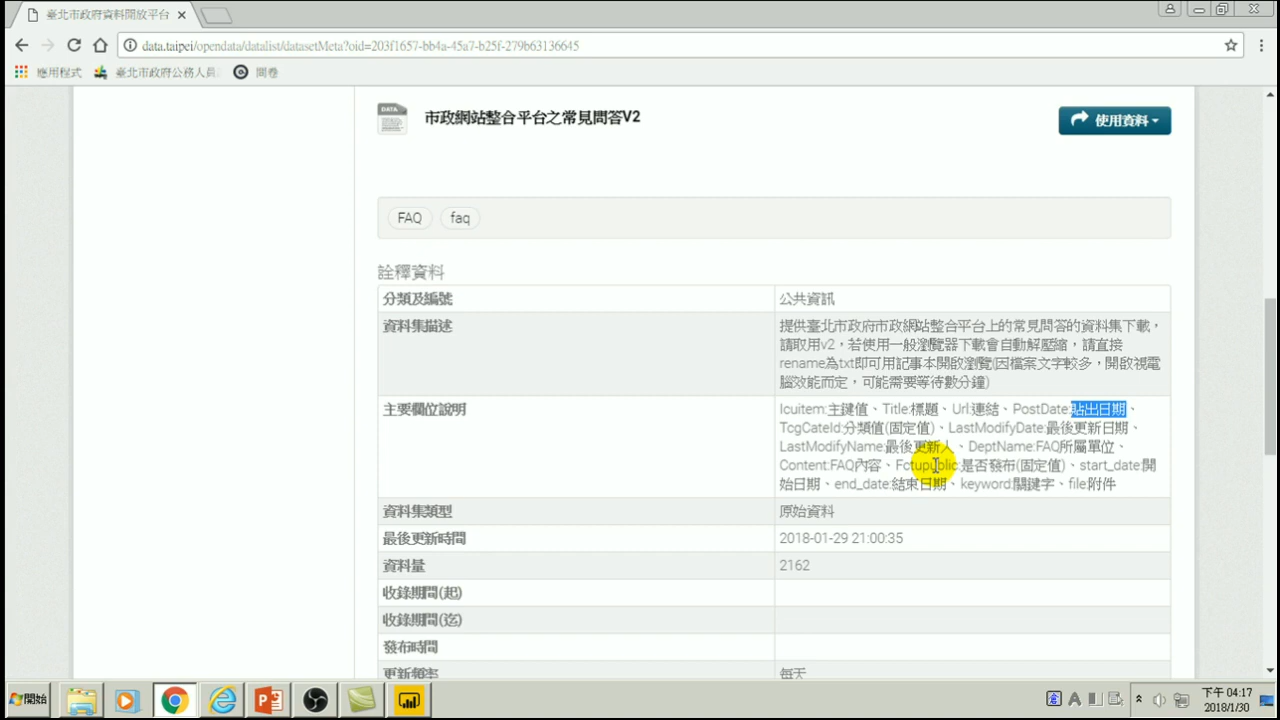 臺北市政府資料開放平台
data.taipei/opendata/datalist/datasetMeta?oid=203f1657-bb4a-45a7-b25f-279b63136645
應用程式 臺北市政府公務人員 問卷
DATA
市政網站整合平台之常見問答V2
使用資料
FAQ faq
詮釋資料
分類及編號 公共資訊
資料集描述 提供臺北市政府市政網站整合平台上的常見問答的資料集下載，
請取用v2，若使用一般瀏覽器下載會自動解壓縮，請直接
rename為txt即可用記事本開啟瀏覽(因檔案文字較多，開啟視電
腦效能而定，可能需要等待數分鐘)
主要欄位說明 Icuitem:主鍵值、Title:標題、Url:連結、PostDate:貼出日期、
TcgCateId:分類值(固定值)、LastModifyDate:最後更新日期、
LastModifyName:最後更新人、DeptName:FAQ所屬單位、
Content:FAQ內容、Fctupublic:是否發布(固定值)、start_date:開
始日期、end_date:結束日期、keyword:關鍵字、file:附件
資料集類型 原始資料
最後更新時間 2018-01-29 21:00:35
資料量 2162
收錄期間(起)
收錄期間(迄)
發布時間
更新頻率 每天
開始
下午 04:17
2018/1/30